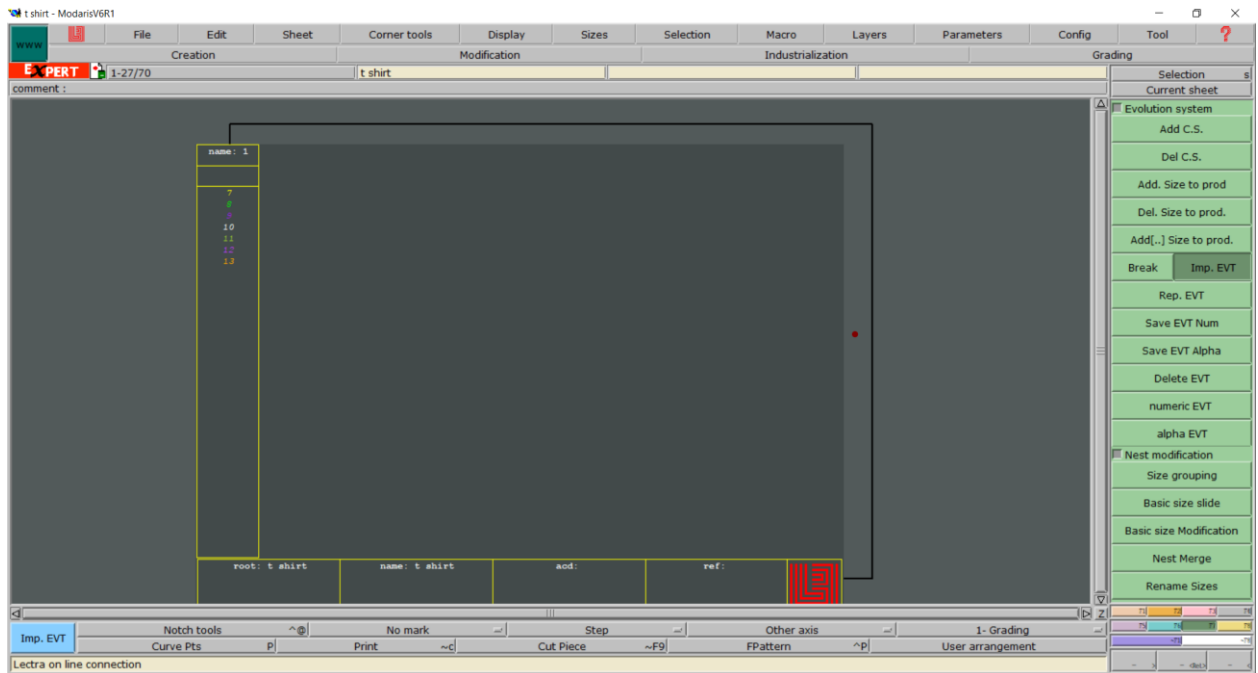 t shirt - ModarisV6R1
www File Edit Sheet Corner tools Display Sizes Selection Macro Layers Parameters Config Tool ?
Creation Modification Industrialization Grading
EXPERT 1-27/70 t shirt
comment :
Selection s
Current sheet
Evolution system
Add C.S.
Del C.S.
Add. Size to prod
Del. Size to prod.
Add[..] Size to prod.
Break Imp. EVT
Rep. EVT
Save EVT Num
Save EVT Alpha
Delete EVT
numeric EVT
alpha EVT
Nest modification
Size grouping
Basic size slide
Basic size Modification
Nest Merge
Rename Sizes
name: 1
7
8
9
10
11
12
13
root: t shirt name: t shirt acd: ref:
Z
Imp. EVT
Notch tools ^@ No mark Step Other axis 1- Grading
Curve Pts P Print ~c Cut Piece ~F9 FPattern ^P User arrangement
Lectra on line connection